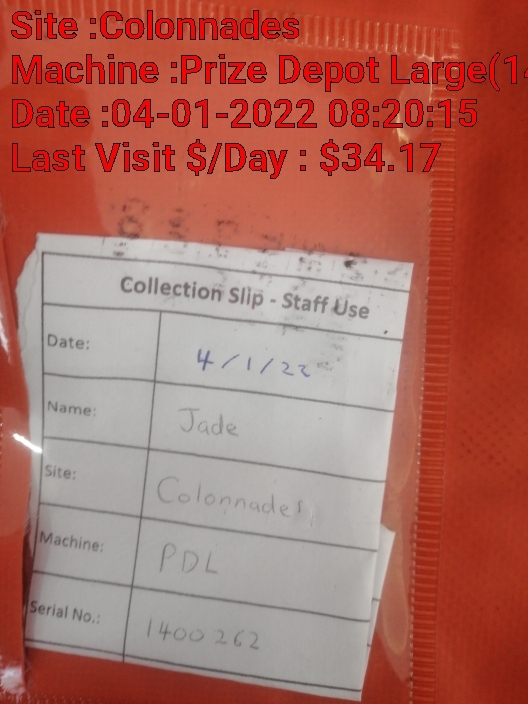 Site :Colonnades
Machine :Prize Depot Large(14
Date :04-01-2022 08:20:15
Last Visit $/Day : $34.17
Collection Slip - Staff Use
Date: 4/1/22
Name: Jade
Site: Colonnades
Machine: PDL
Serial No.: 1400262